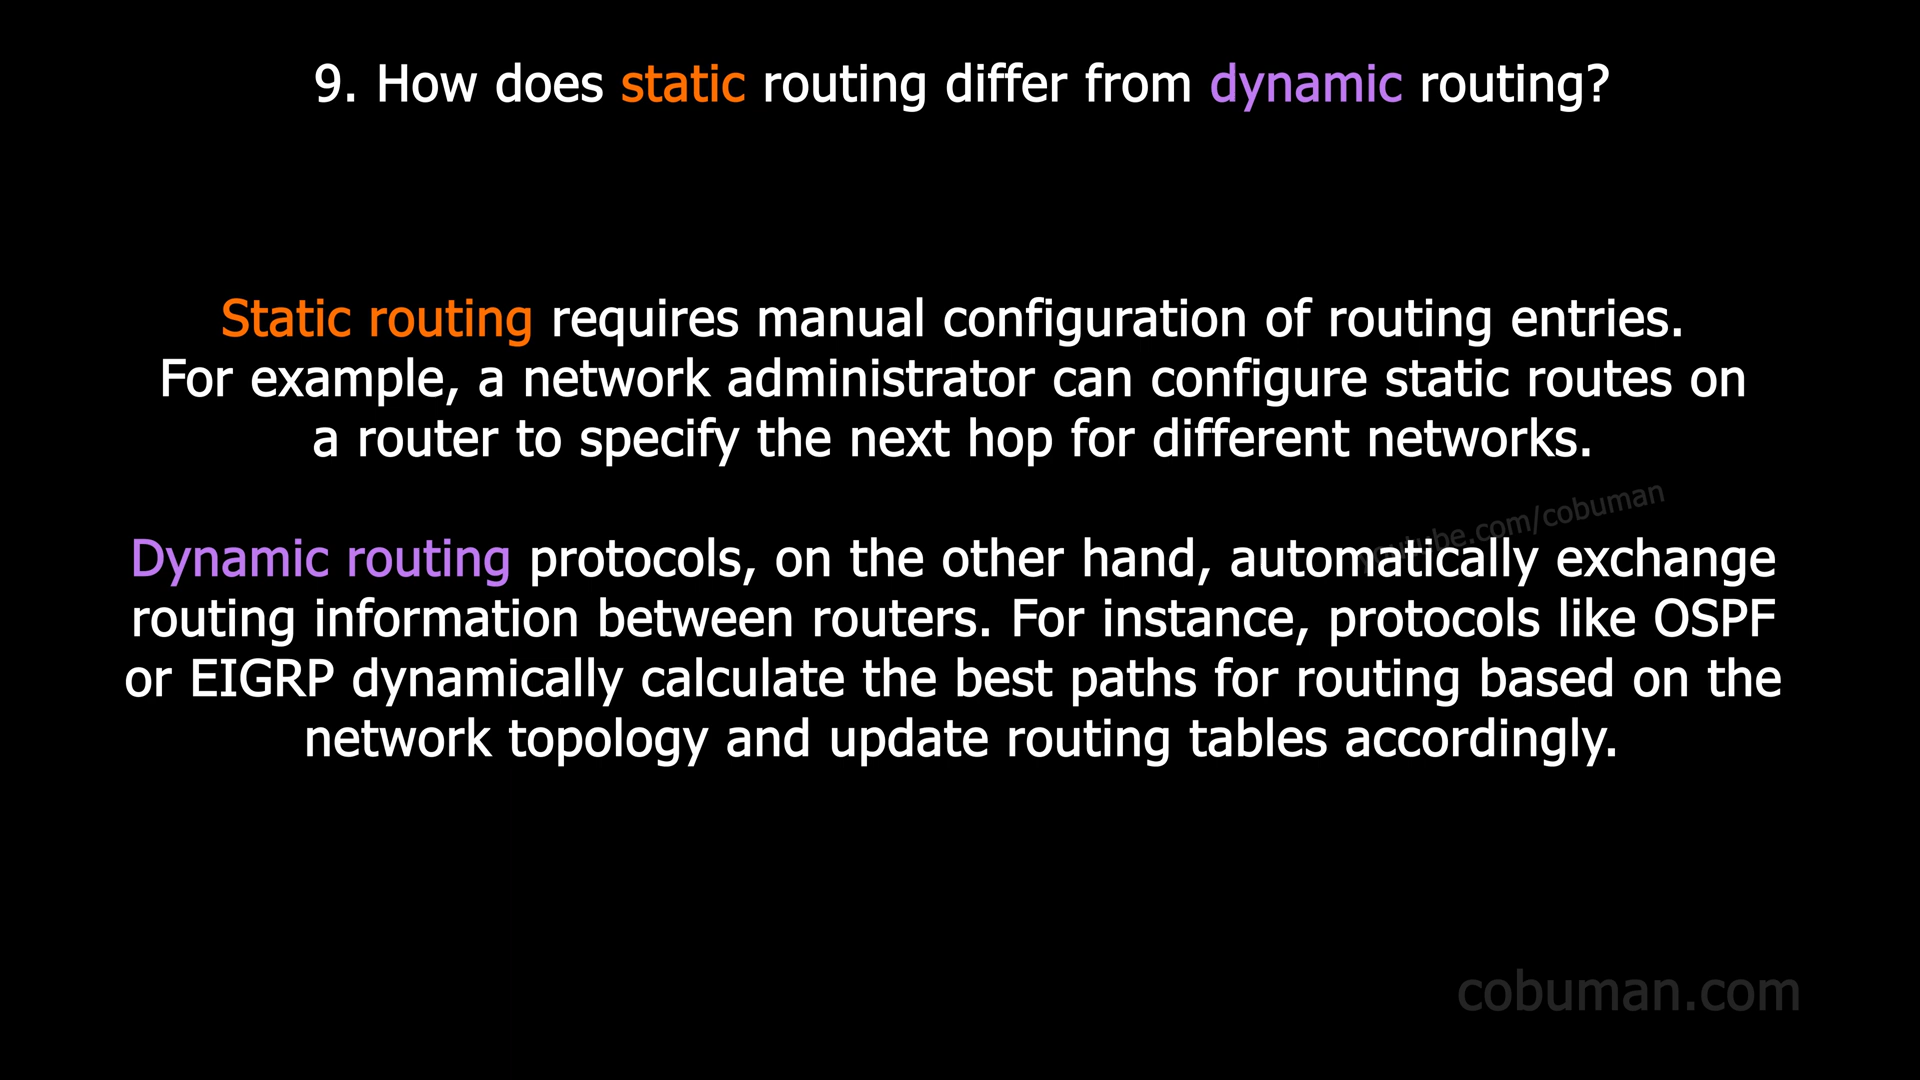 9. How does static routing differ from dynamic routing?
Static routing requires manual configuration of routing entries.
For example, a network administrator can configure static routes on
a router to specify the next hop for different networks.
youtube.com/cobuman
Dynamic routing protocols, on the other hand, automatically exchange
routing information between routers. For instance, protocols like OSPF
or EIGRP dynamically calculate the best paths for routing based on the
network topology and update routing tables accordingly.
cobuman.com